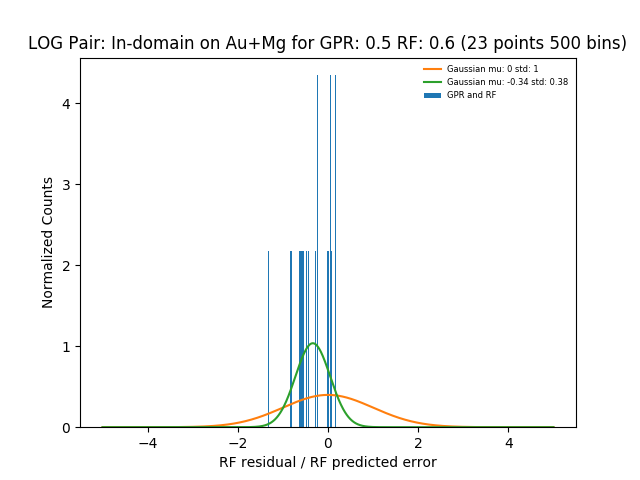 LOG Pair: In-domain on Au+Mg for GPR: 0.5 RF: 0.6 (23 points 500 bins)
Gaussian mu: 0 std: 1
Gaussian mu: -0.34 std: 0.38
GPR and RF
Normalized Counts
4
3
2
1
0
−4 −2 0 2 4
RF residual / RF predicted error